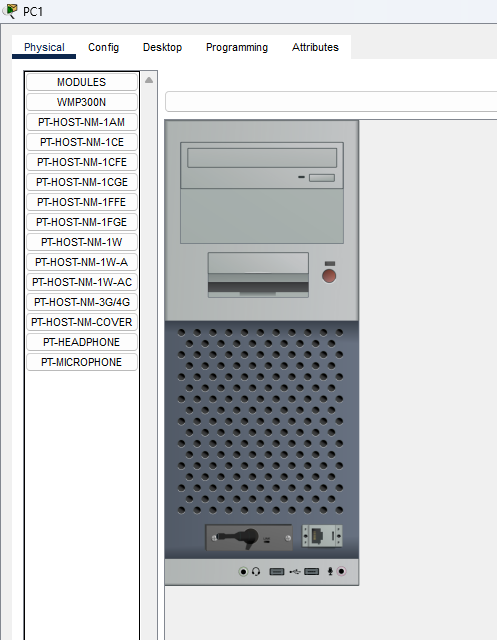 PC1
Physical Config Desktop Programming Attributes
MODULES
WMP300N
PT-HOST-NM-1AM
PT-HOST-NM-1CE
PT-HOST-NM-1CFE
PT-HOST-NM-1CGE
PT-HOST-NM-1FFE
PT-HOST-NM-1FGE
PT-HOST-NM-1W
PT-HOST-NM-1W-A
PT-HOST-NM-1W-AC
PT-HOST-NM-3G/4G
PT-HOST-NM-COVER
PT-HEADPHONE
PT-MICROPHONE